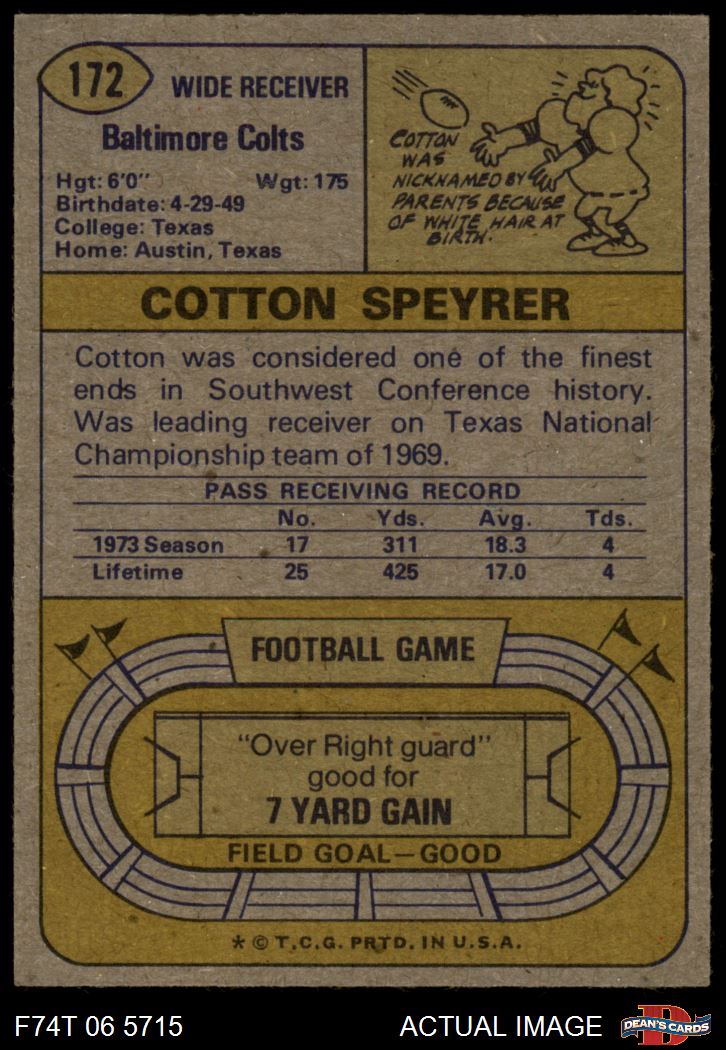 172
WIDE RECEIVER
Baltimore Colts
Hgt: 6'0" Wgt: 175
Birthdate: 4-29-49
College: Texas
Home: Austin, Texas
COTTON
WAS
NICKNAMED BY
PARENTS BECAUSE
OF WHITE HAIR AT
BIRTH.
COTTON SPEYRER
Cotton was considered one of the finest
ends in Southwest Conference history.
Was leading receiver on Texas National
Championship team of 1969.
PASS RECEIVING RECORD
No. Yds. Avg. Tds.
1973 Season 17 311 18.3 4
Lifetime 25 425 17.0 4
FOOTBALL GAME
"Over Right guard"
good for
7 YARD GAIN
FIELD GOAL—GOOD
* © T.C.G. PRTD. IN U.S.A.
F74T 06 5715 ACTUAL IMAGE
D
DEAN'S CARDS